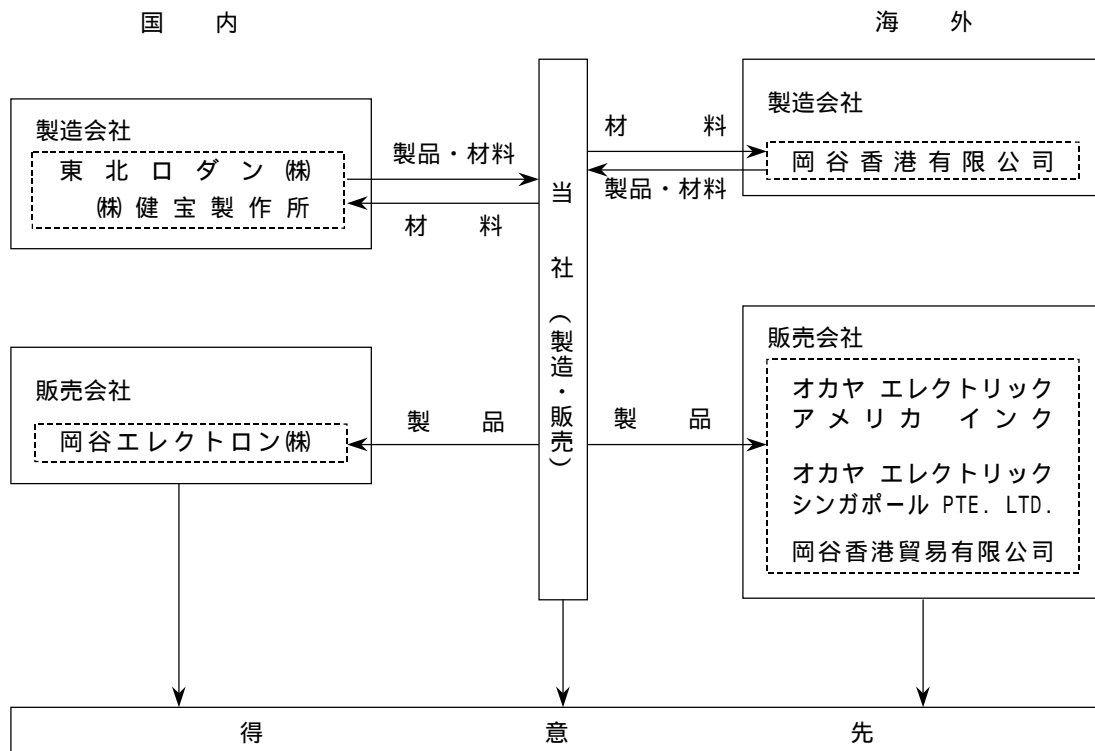 国 内
海 外
製造会社
東北ロダン㈱
㈱健宝製作所
製品・材料
材 料
当 社 (製造・販売)
材 料
製品・材料
製造会社
岡谷香港有限公司
販売会社
岡谷エレクトロン㈱
製 品
製 品
販売会社
オカヤ エレクトリック
アメリカ インク
オカヤ エレクトリック
シンガポール PTE. LTD.
岡谷香港貿易有限公司
得 意 先